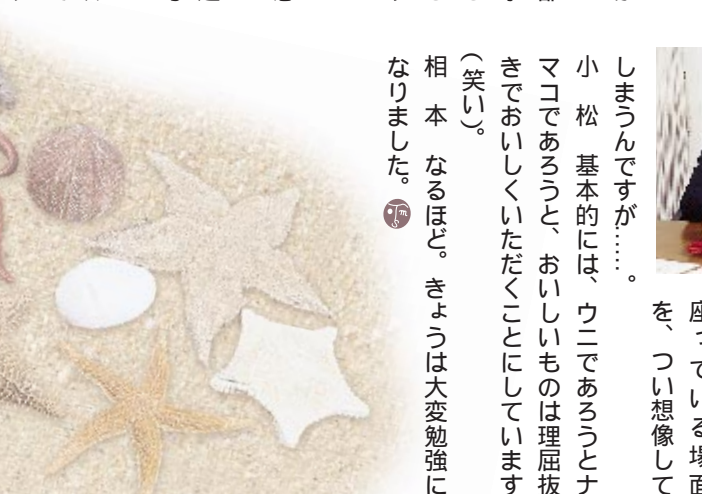 座っている場面
を、つい想像して
しまうんですが……。
小　松　基本的には、ウニであろうとナ
マコであろうと、おいしいものは理屈抜
きでおいしくいただくことにしています
（笑い）。
相　本　なるほど。きょうは大変勉強に
なりました。